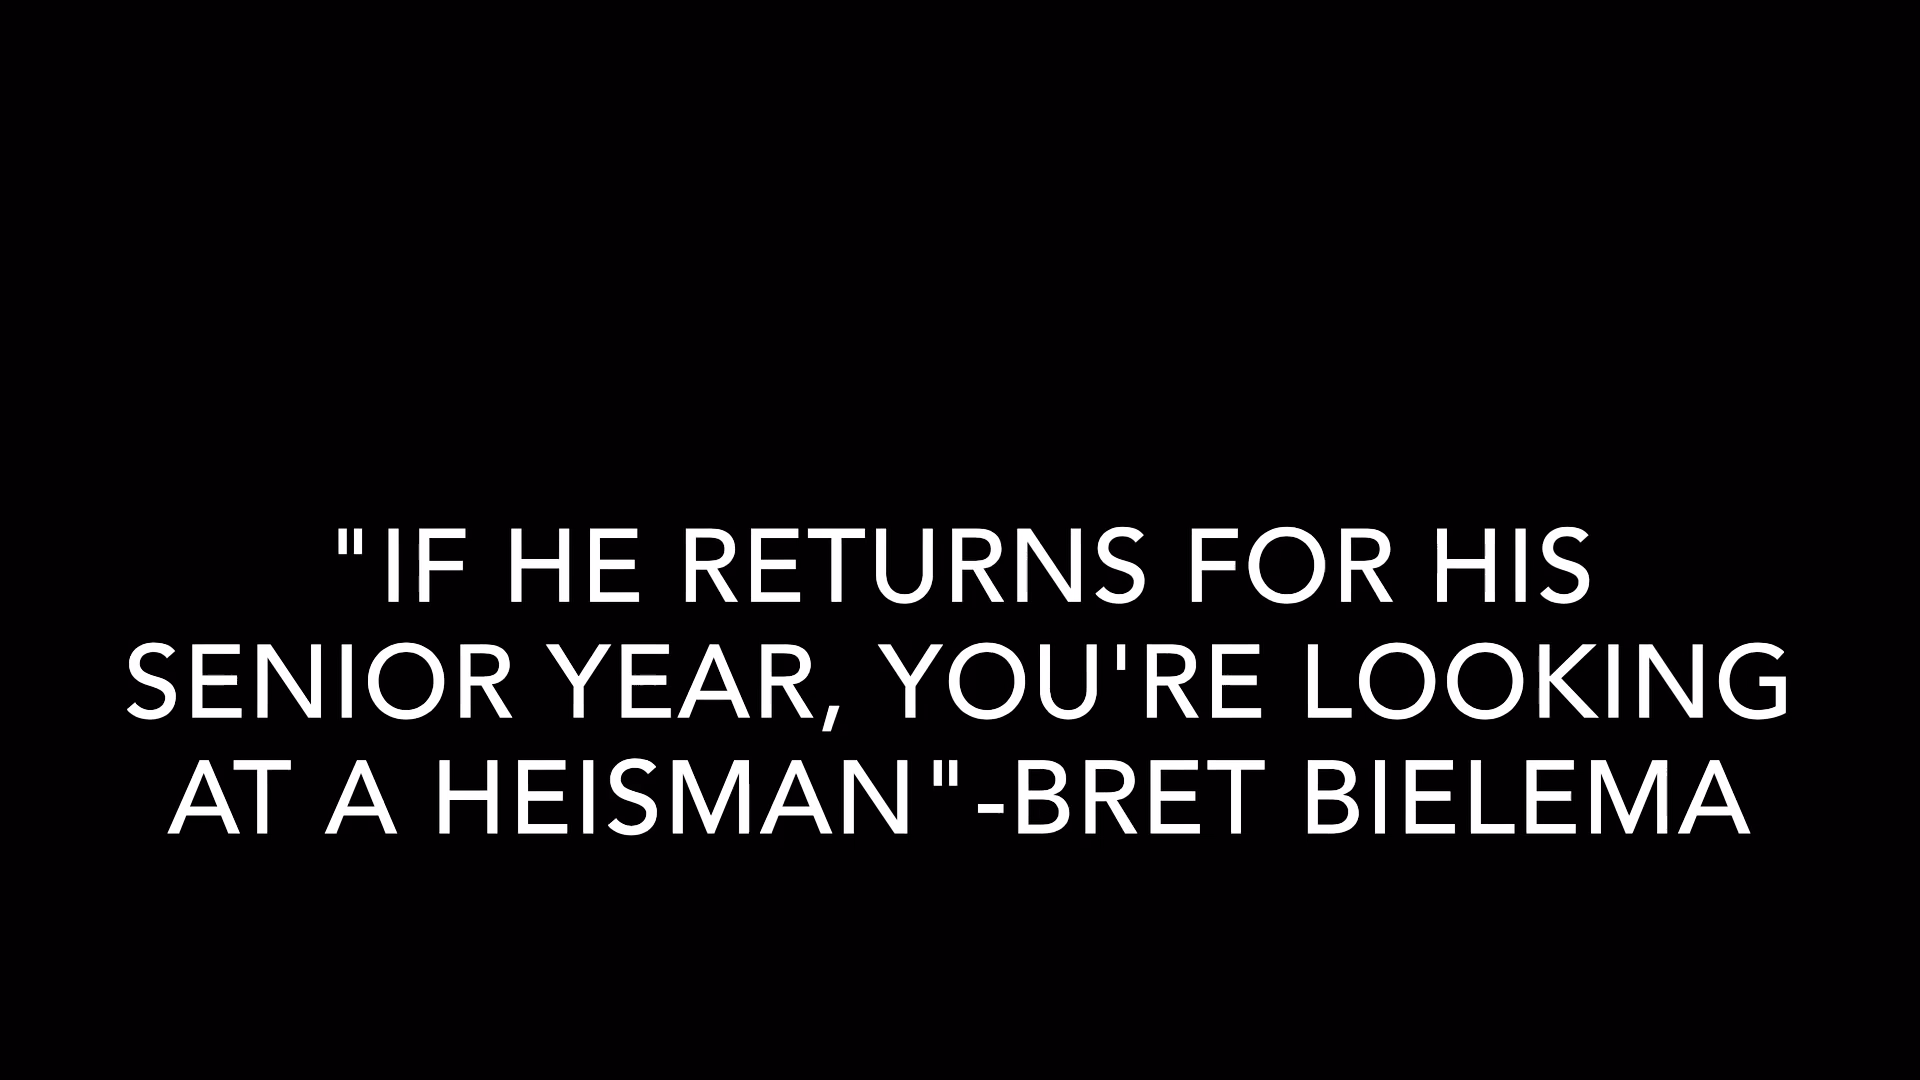 "IF HE RETURNS FOR HIS
SENIOR YEAR, YOU'RE LOOKING
AT A HEISMAN"-BRET BIELEMA